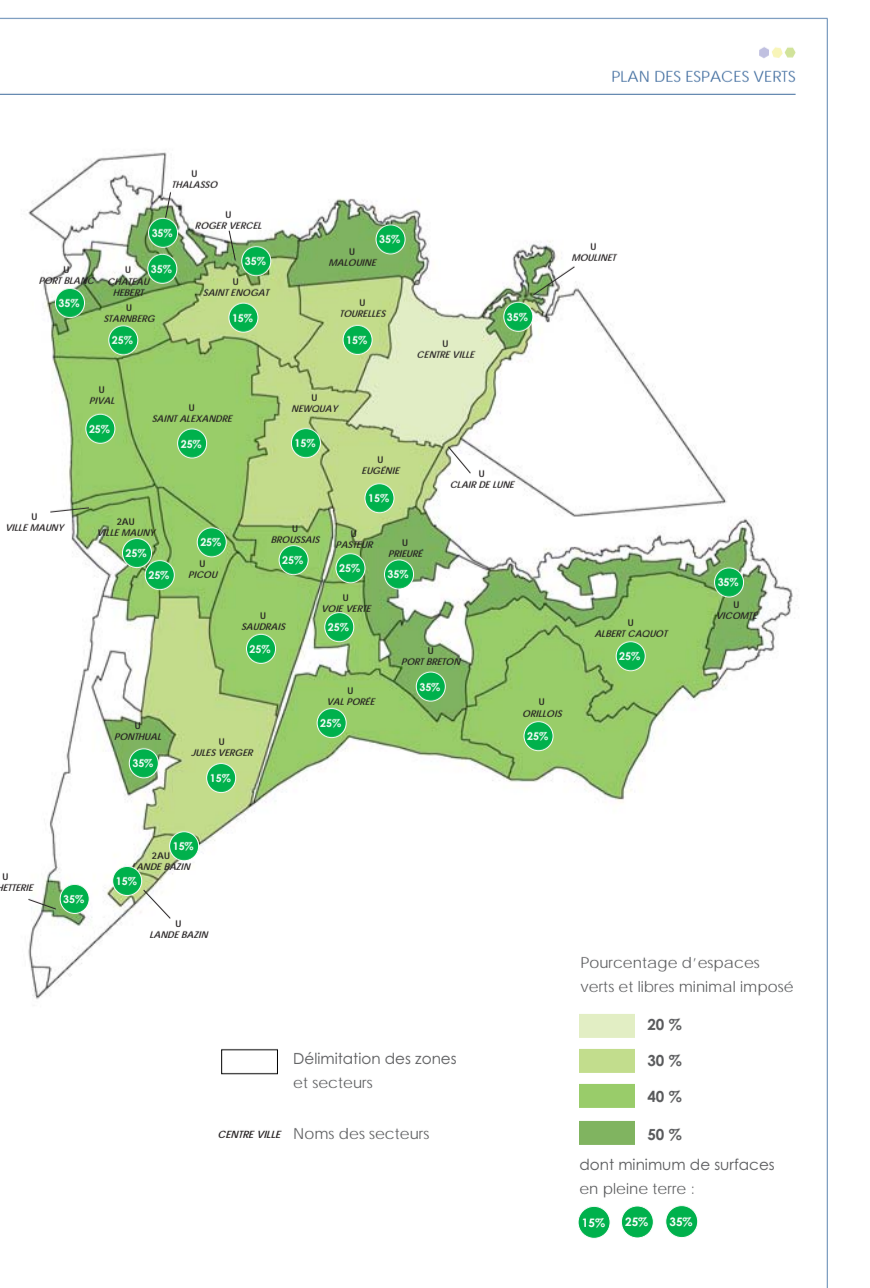 PLAN DES ESPACES VERTS
U
THALASSO
U
ROGER VERCEL
35%
35%
U
MALOUINE
35%
35%
U
MOULINET
U
PORT BLANC
U
CHATEAU
HEBERT
35%
U
SAINT ENOGAT
15%
U
STARNBERG
25%
U
TOURELLES
15%
35%
U
CENTRE VILLE
U
PIVAL
25%
U
SAINT ALEXANDRE
25%
U
NEWQUAY
15%
U
EUGÉNIE
15%
U
CLAIR DE LUNE
U
VILLE MAUNY
2AU
VILLE MAUNY
25%
25%
25%
U
PICOU
U
BROUSSAIS
25%
U
PASTEUR
25%
U
PRIEURÉ
35%
35%
U
VICOMTE
U
SAUDRAIS
25%
U
VOIE VERTE
25%
U
ALBERT CAQUOT
25%
U
PORT BRETON
35%
U
VAL PORÉE
25%
U
ORILLOIS
25%
U
PONTHUAL
35%
U
JULES VERGER
15%
15%
2AU
LANDE BAZIN
15%
U
HETTERIE
35%
U
LANDE BAZIN
Pourcentage d'espaces
verts et libres minimal imposé
20 %
30 %
40 %
50 %
dont minimum de surfaces
en pleine terre :
15% 25% 35%
Délimitation des zones
et secteurs
CENTRE VILLE Noms des secteurs